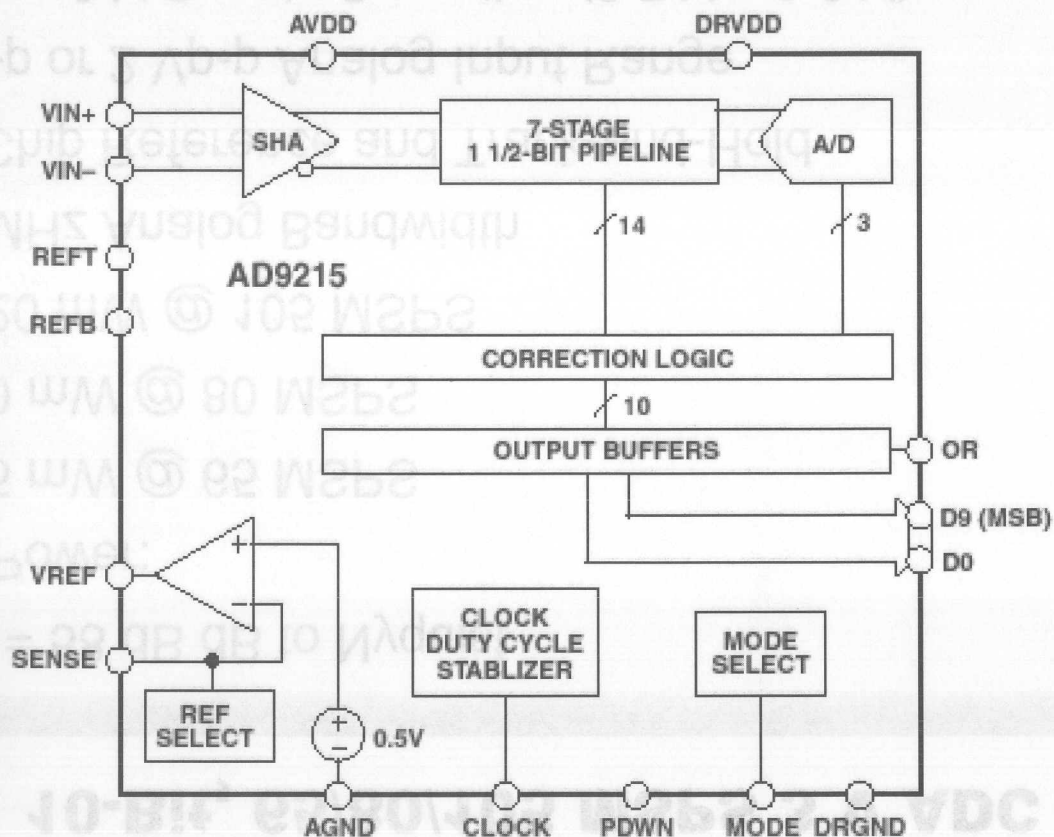 AVDD
DRVDD
VIN+
VIN–
SHA
7-STAGE
1 1/2-BIT PIPELINE
A/D
14
3
REFT
REFB
AD9215
CORRECTION LOGIC
10
OUTPUT BUFFERS
OR
D9 (MSB)
D0
VREF
SENSE
+
–
REF
SELECT
+
–
0.5V
CLOCK
DUTY CYCLE
STABLIZER
MODE
SELECT
AGND
CLOCK
PDWN
MODE
DRGND